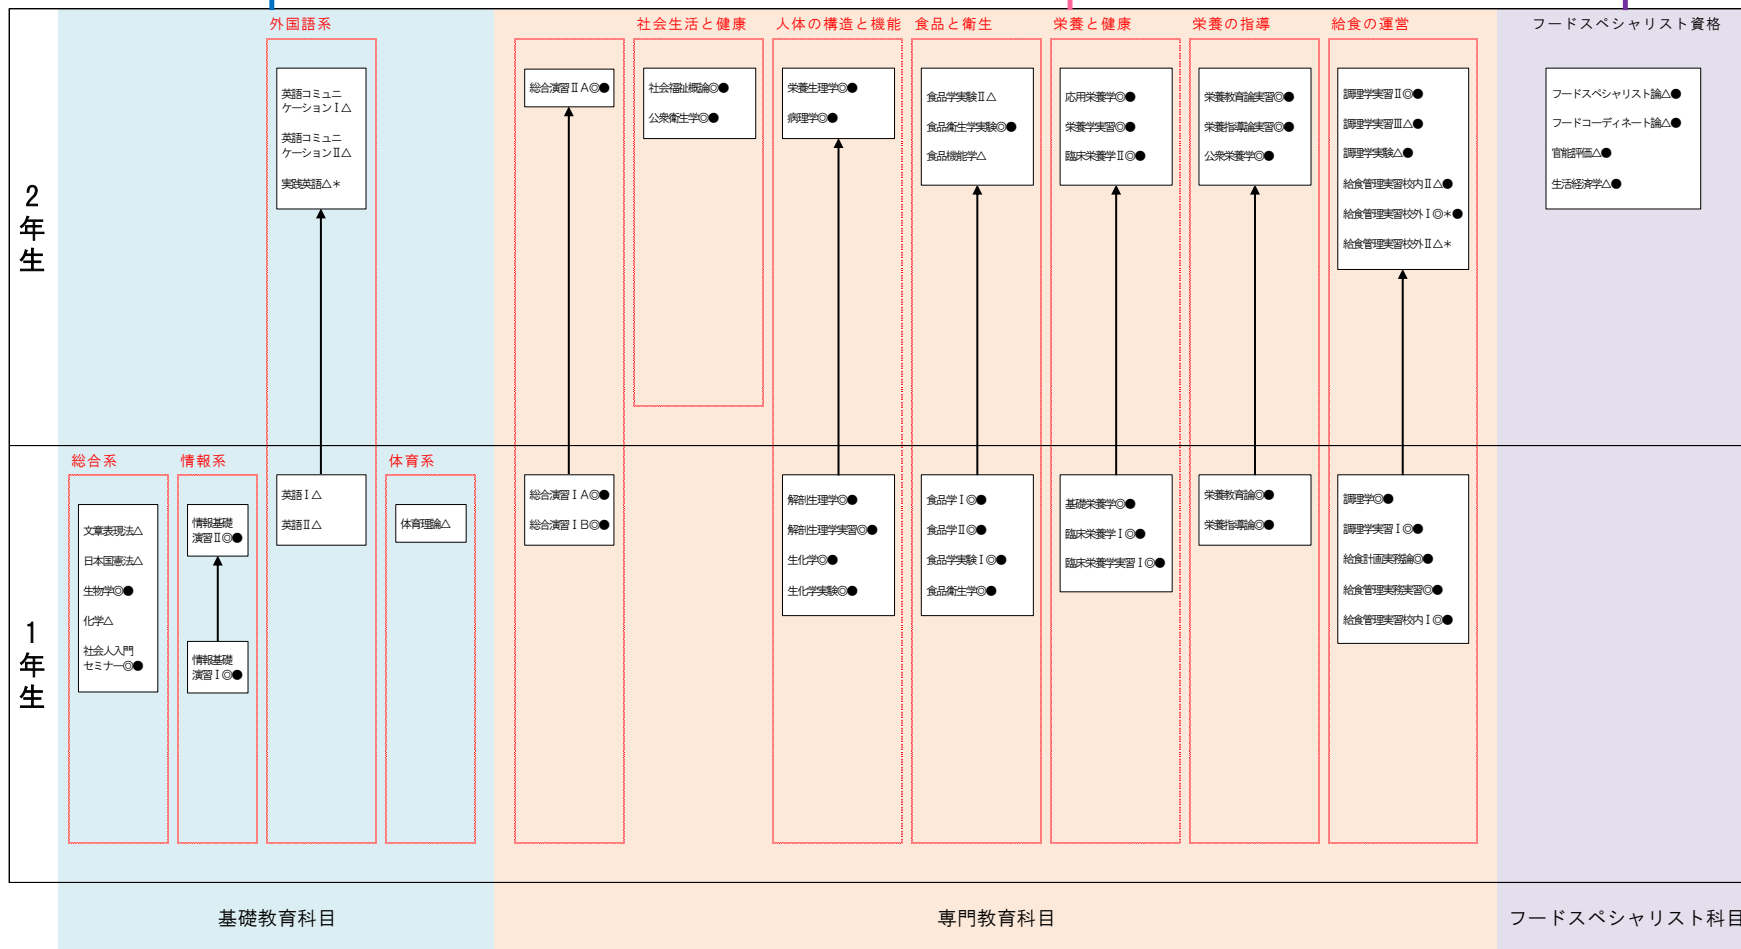 外国語系
社会生活と健康
人体の構造と機能
食品と衛生
栄養と健康
栄養の指導
給食の運営
フードスペシャリスト資格
2年生
英語コミュニ
ケーションⅠ△
英語コミュニ
ケーションⅡ△
実践英語△＊
総合演習ⅡA◎●
社会福祉概論◎●
公衆衛生学◎●
栄養生理学◎●
病理学◎●
食品学実験Ⅱ△
食品衛生学実験◎●
食品機能学△
応用栄養学◎●
栄養学実習◎●
臨床栄養学Ⅱ◎●
栄養教育論実習◎●
栄養指導論実習◎●
公衆栄養学◎●
調理学実習Ⅱ◎●
調理学実習Ⅲ△●
調理学実験△●
給食管理実習校内Ⅱ△●
給食管理実習校外Ⅰ◎＊●
給食管理実習校外Ⅱ△＊
フードスペシャリスト論△●
フードコーディネート論△●
官能評価△●
生活経済学△●
1年生
総合系
文章表現法△
日本国憲法△
生物学◎●
化学△
社会人入門
セミナー◎●
情報系
情報基礎
演習Ⅱ◎●
情報基礎
演習Ⅰ◎●
英語Ⅰ△
英語Ⅱ△
体育系
体育理論△
総合演習ⅠA◎●
総合演習ⅠB◎●
解剖生理学◎●
解剖生理学実習◎●
生化学◎●
生化学実験◎●
食品学Ⅰ◎●
食品学Ⅱ◎●
食品学実験Ⅰ◎●
食品衛生学◎●
基礎栄養学◎●
臨床栄養学Ⅰ◎●
臨床栄養学実習Ⅰ◎●
栄養教育論◎●
栄養指導論◎●
調理学◎●
調理学実習Ⅰ◎●
給食計画実務論◎●
給食管理実務実習◎●
給食管理実習校内Ⅰ◎●
基礎教育科目
専門教育科目
フードスペシャリスト科目